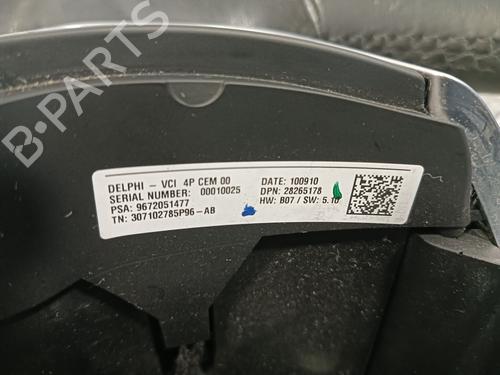 DELPHI - VCI 4P CEM 00
SERIAL NUMBER: 00010025
PSA: 9672051477
TN: 307102785P96-AB
DATE: 100910
DPN: 28265178
HW: B07 / SW: 5.10
B-PARTS